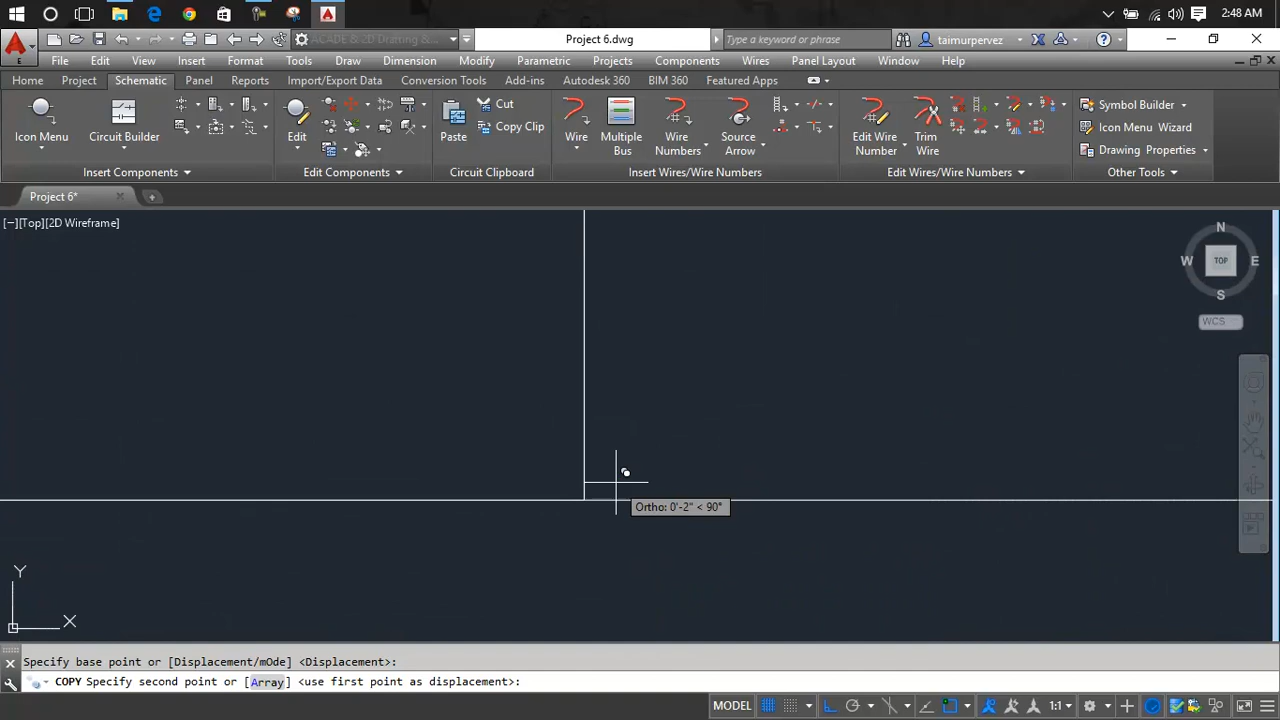 2:48 AM
ACADE & 2D Drafting &
Project 6.dwg
Type a keyword or phrase
taimurpervez
E
File Edit View Insert Format Tools Draw Dimension Modify Parametric Projects Components Wires Panel Layout Window Help
Home Project Schematic Panel Reports Import/Export Data Conversion Tools Add-ins Autodesk 360 BIM 360 Featured Apps
Icon Menu
Circuit Builder
Edit
Paste
Cut
Copy Clip
Wire
Multiple
Bus
Wire
Numbers
Source
Arrow
Edit Wire
Number
Trim
Wire
Symbol Builder
Icon Menu Wizard
Drawing Properties
Insert Components
Edit Components
Circuit Clipboard
Insert Wires/Wire Numbers
Edit Wires/Wire Numbers
Other Tools
Project 6*
[−][Top][2D Wireframe]
N
W
TOP
E
S
WCS
Ortho: 0'-2" < 90°
Y
X
Specify base point or [Displacement/mOde] <Displacement>:
COPY Specify second point or [Array] <use first point as displacement>:
MODEL
1:1